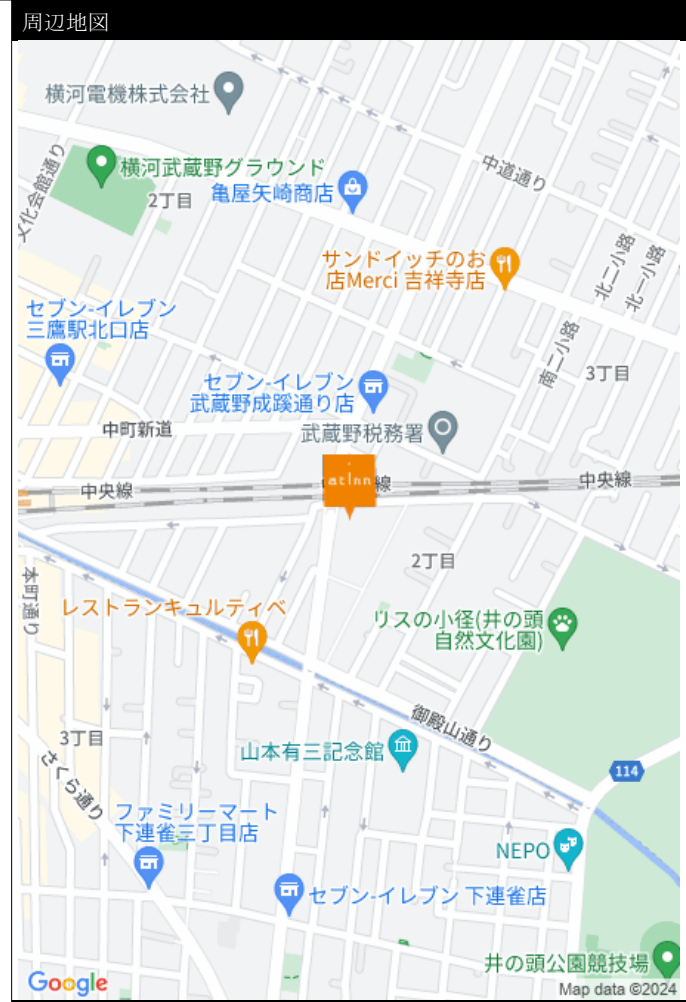 周辺地図
横河電機株式会社
文化会館通り
横河武蔵野グラウンド
中道通り
2丁目
亀屋矢崎商店
サンドイッチのお
店Merci 吉祥寺店
北二小路
北一小路
セブン-イレブン
三鷹駅北口店
南二小路
3丁目
セブン-イレブン
武蔵野成蹊通り店
中町新道
武蔵野税務署
中央線
atinn
線
中央線
2丁目
本町通り
レストランキュルティベ
リスの小径(井の頭
自然文化園)
御殿山通り
3丁目
山本有三記念館
さくら通り
114
ファミリーマート
下連雀三丁目店
NEPO
セブン-イレブン 下連雀店
井の頭公園競技場
Google
Map data ©2024